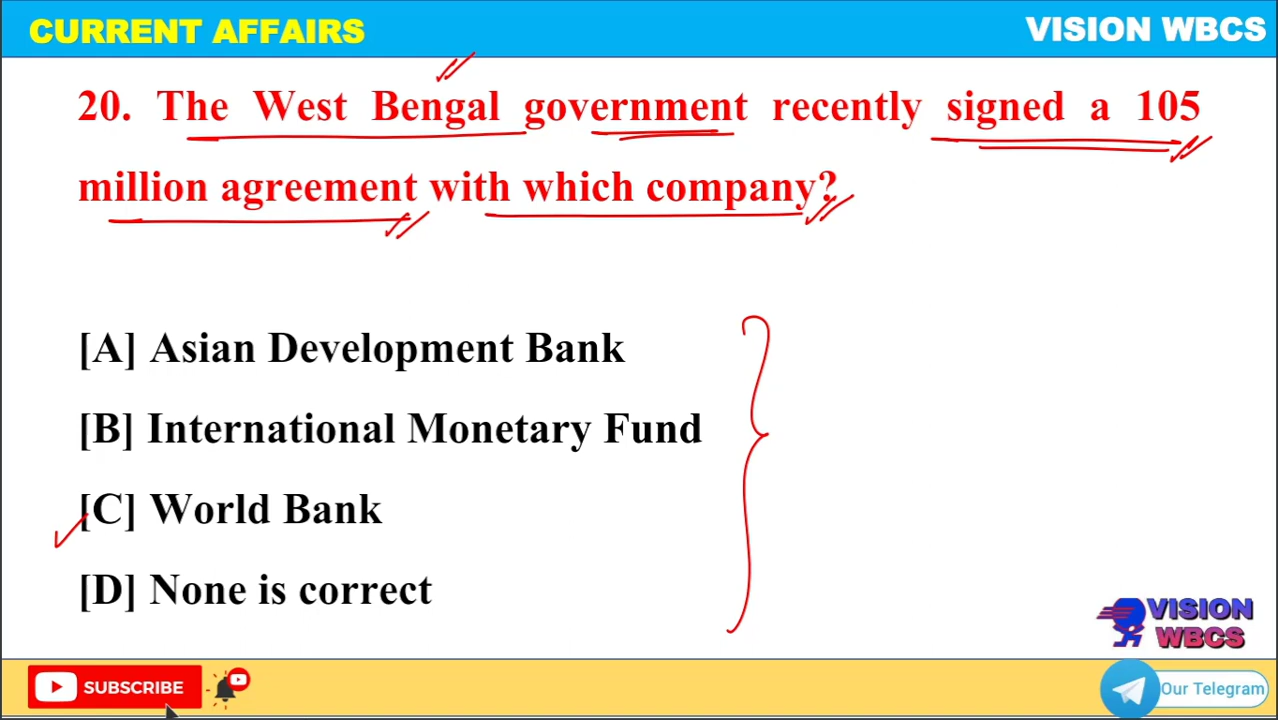 CURRENT AFFAIRS
VISION WBCS
20. The West Bengal government recently signed a 105
million agreement with which company?
[A] Asian Development Bank
[B] International Monetary Fund
[C] World Bank
[D] None is correct
VISION
WBCS
SUBSCRIBE
Our Telegram